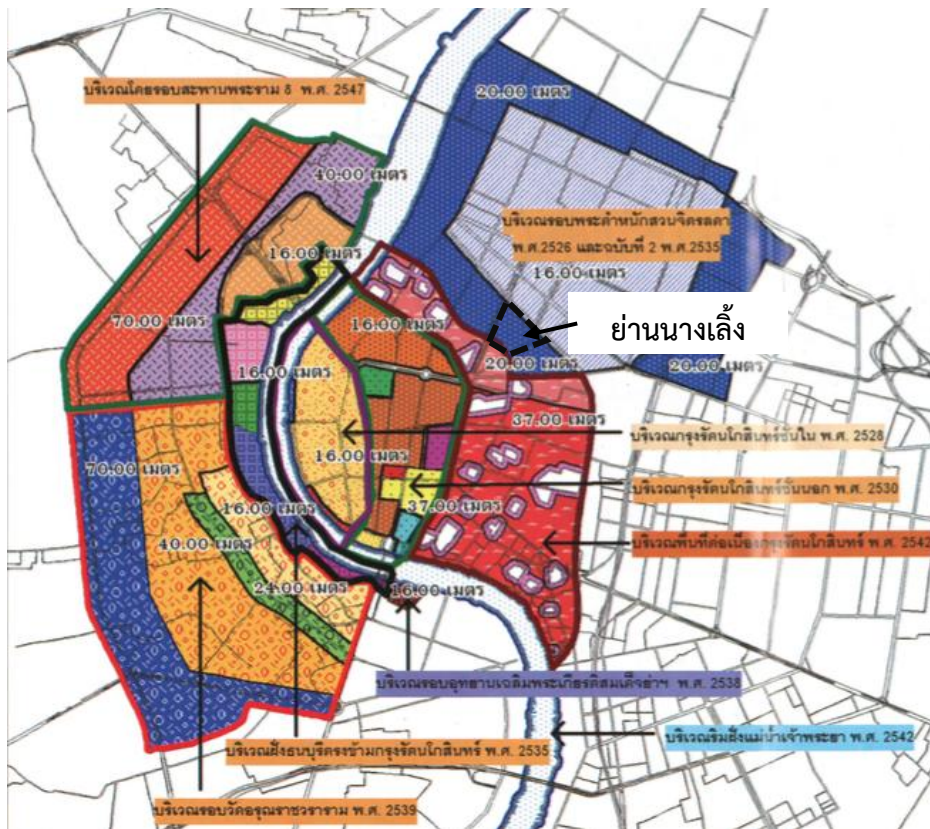 20.00 เมตร
บริเวณโดยรอบสะพานพระราม 8 พ.ศ. 2547
40.00 เมตร
บริเวณรอบพระตำหนักสวนจิตรลดา
พ.ศ.2526 และฉบับที่ 2 พ.ศ.2535
16.00 เมตร
16.00 เมตร
70.00 เมตร
16.00 เมตร
ย่านนางเลิ้ง
20.00 เมตร
20.00 เมตร
16.00 เมตร
37.00 เมตร
บริเวณกรุงรัตนโกสินทร์ชั้นใน พ.ศ. 2528
16.00 เมตร
70.00 เมตร
บริเวณกรุงรัตนโกสินทร์ชั้นนอก พ.ศ. 2530
16.00 เมตร
37.00 เมตร
40.00 เมตร
บริเวณพื้นที่ต่อเนื่องกรุงรัตนโกสินทร์ พ.ศ. 2542
24.00 เมตร
16.00 เมตร
บริเวณรอบอุทยานเฉลิมพระเกียรติสมเด็จย่าฯ พ.ศ. 2538
บริเวณริมฝั่งแม่น้ำเจ้าพระยา พ.ศ. 2542
บริเวณฝั่งธนบุรีตรงข้ามกรุงรัตนโกสินทร์ พ.ศ. 2535
บริเวณรอบวัดอรุณราชวราราม พ.ศ. 2539